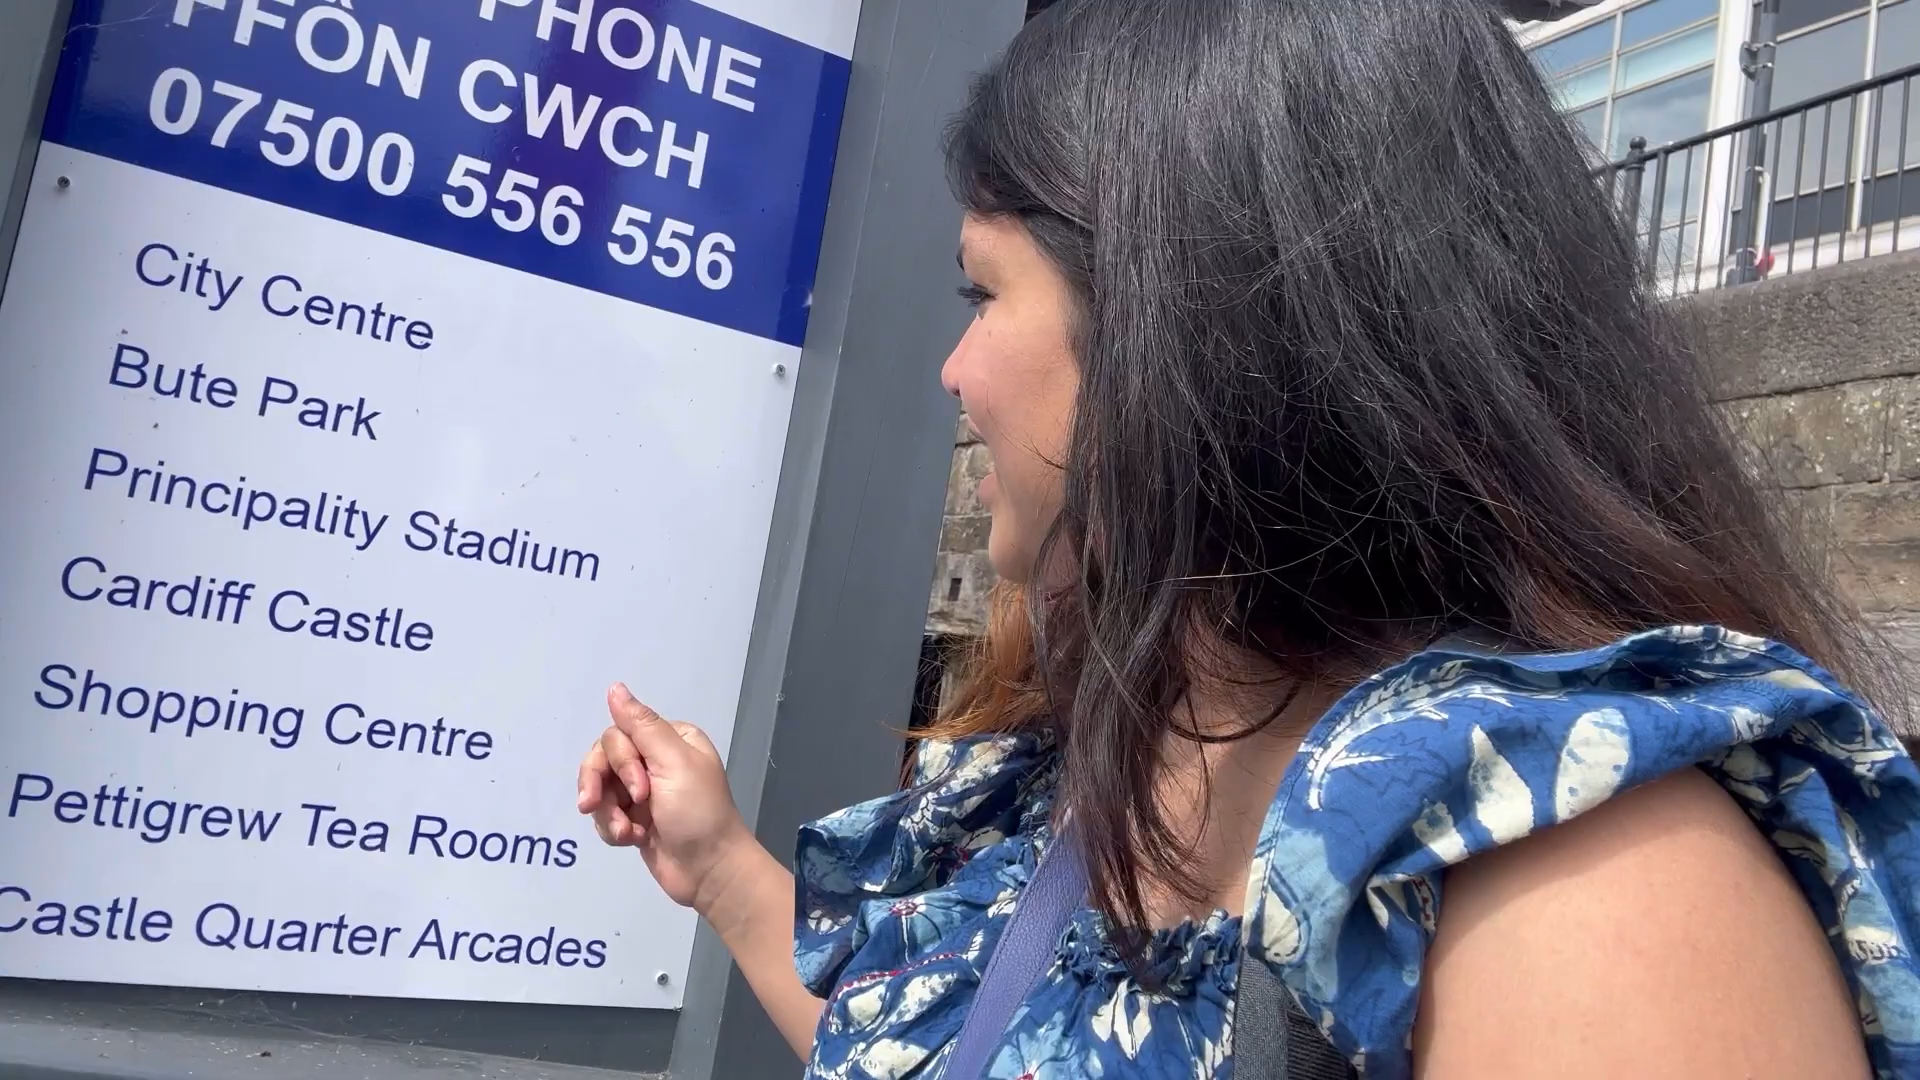 PHONE
FFÔN CWCH
07500 556 556
City Centre
Bute Park
Principality Stadium
Cardiff Castle
Shopping Centre
Pettigrew Tea Rooms
Castle Quarter Arcades